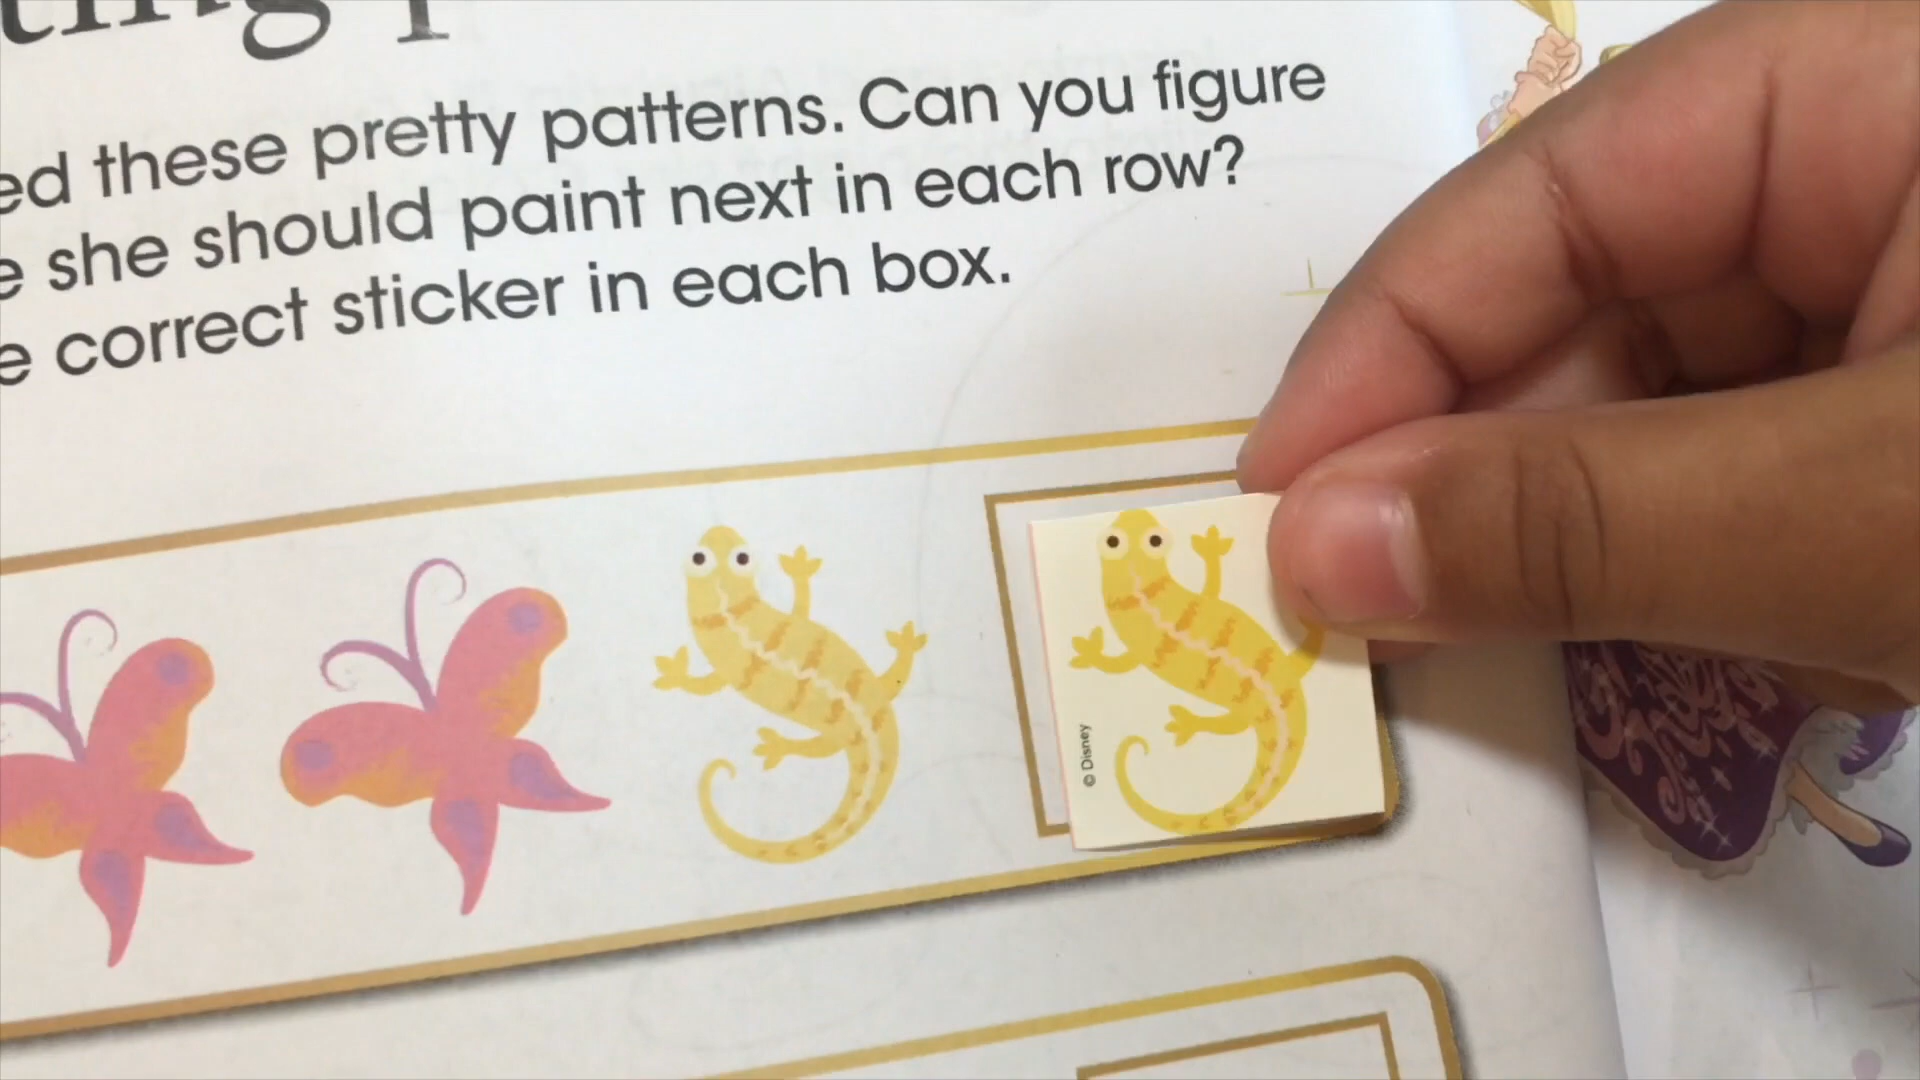 these pretty patterns. Can you figure
she should paint next in each row?
correct sticker in each box.
© Disney